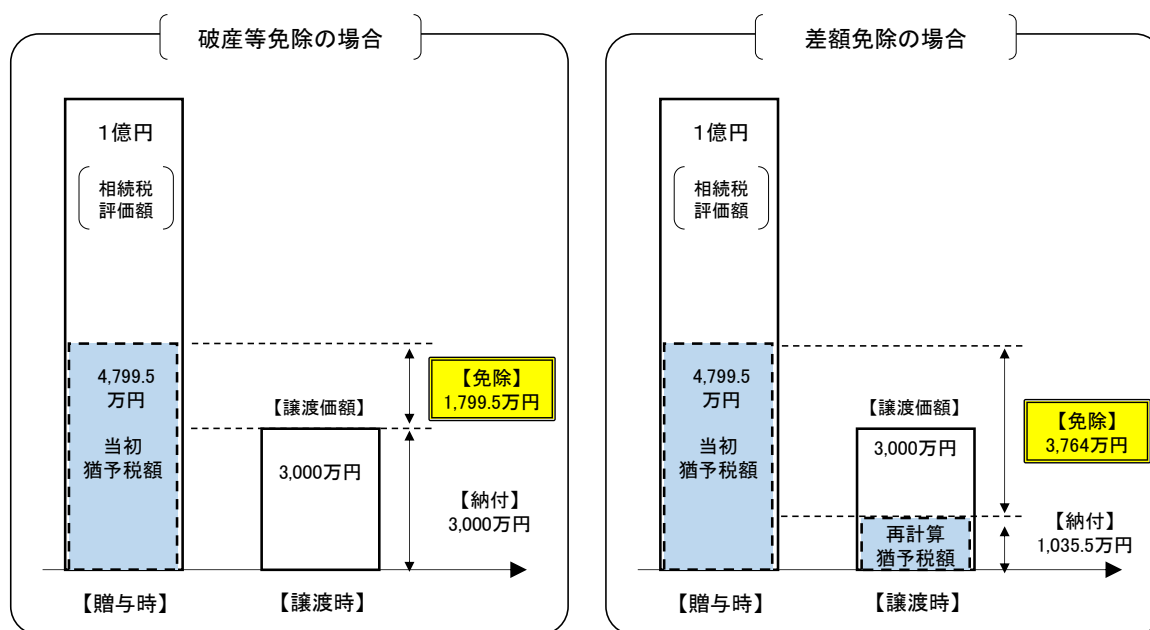 破産等免除の場合
1億円
相続税
評価額
4,799.5
万円
当初
猶予税額
【譲渡価額】
3,000万円
【免除】
1,799.5万円
【納付】
3,000万円
【贈与時】
【譲渡時】
差額免除の場合
1億円
相続税
評価額
4,799.5
万円
当初
猶予税額
【譲渡価額】
3,000万円
再計算
猶予税額
【免除】
3,764万円
【納付】
1,035.5万円
【贈与時】
【譲渡時】